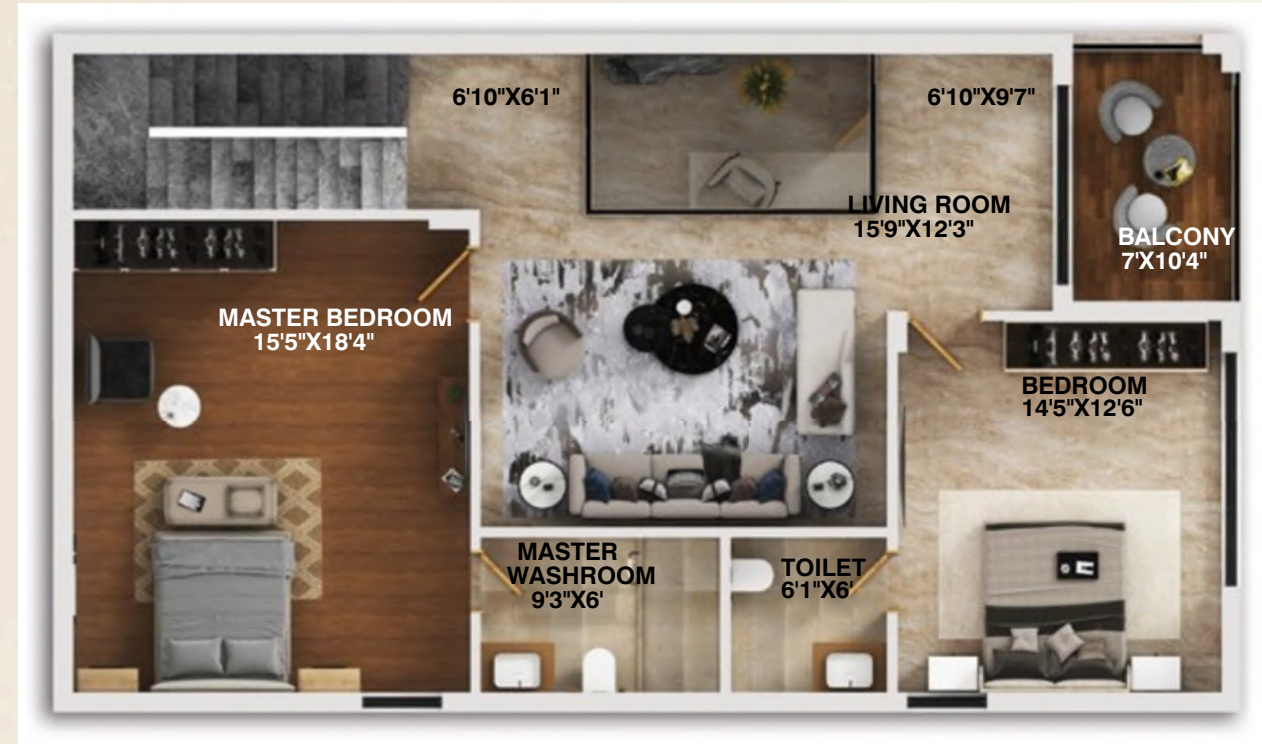 6'10"X6'1"
6'10"X9'7"
LIVING ROOM
15'9"X12'3"
BALCONY
7'X10'4"
MASTER BEDROOM
15'5"X18'4"
BEDROOM
14'5"X12'6"
MASTER
WASHROOM
9'3"X6'
TOILET
6'1"X6'